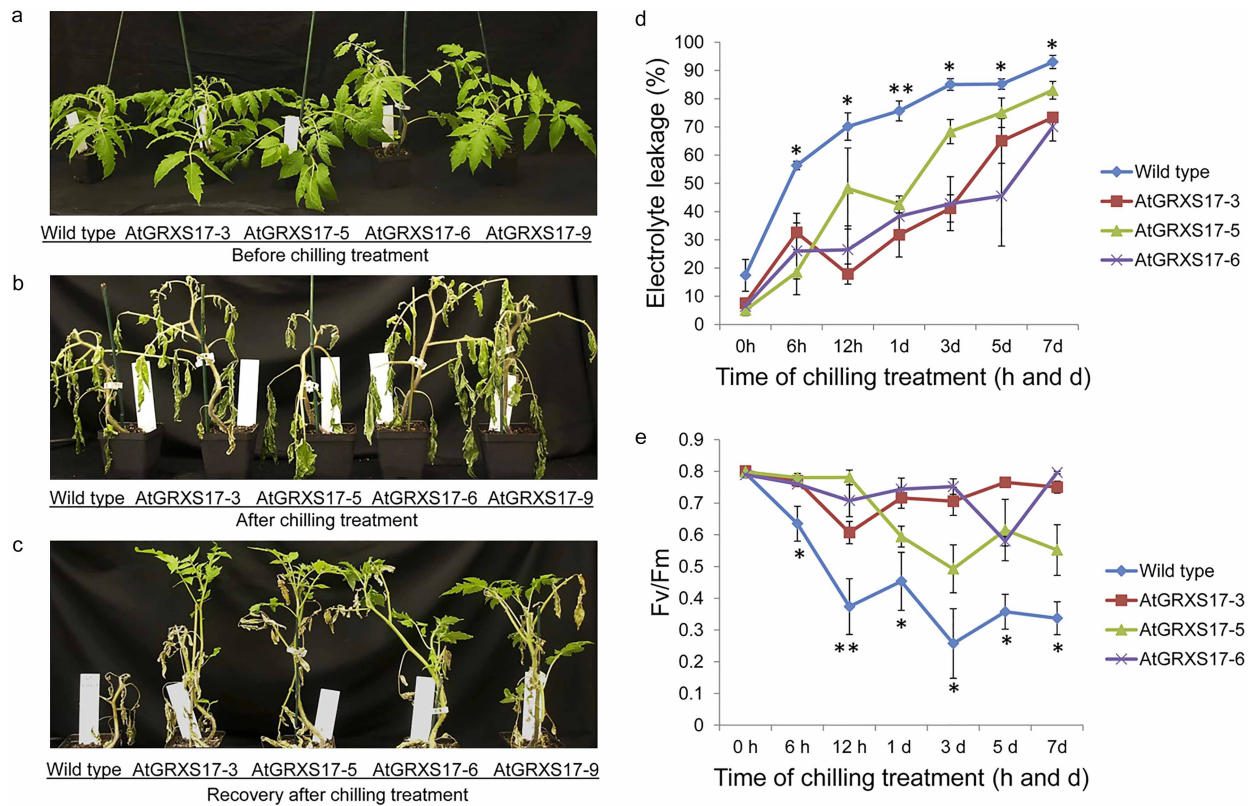 a
Wild type AtGRXS17-3 AtGRXS17-5 AtGRXS17-6 AtGRXS17-9
Before chilling treatment
b
Wild type AtGRXS17-3 AtGRXS17-5 AtGRXS17-6 AtGRXS17-9
After chilling treatment
c
Wild type AtGRXS17-3 AtGRXS17-5 AtGRXS17-6 AtGRXS17-9
Recovery after chilling treatment
d
Electrolyte leakage (%)
100
90
80
70
60
50
40
30
20
10
0
*
*
**
*
*
*
0h 6h 12h 1d 3d 5d 7d
Time of chilling treatment (h and d)
Wild type
AtGRXS17-3
AtGRXS17-5
AtGRXS17-6
e
Fv/Fm
0.9
0.8
0.7
0.6
0.5
0.4
0.3
0.2
0.1
0
*
**
*
*
*
*
0 h 6 h 12 h 1 d 3 d 5 d 7d
Time of chilling treatment (h and d)
Wild type
AtGRXS17-3
AtGRXS17-5
AtGRXS17-6